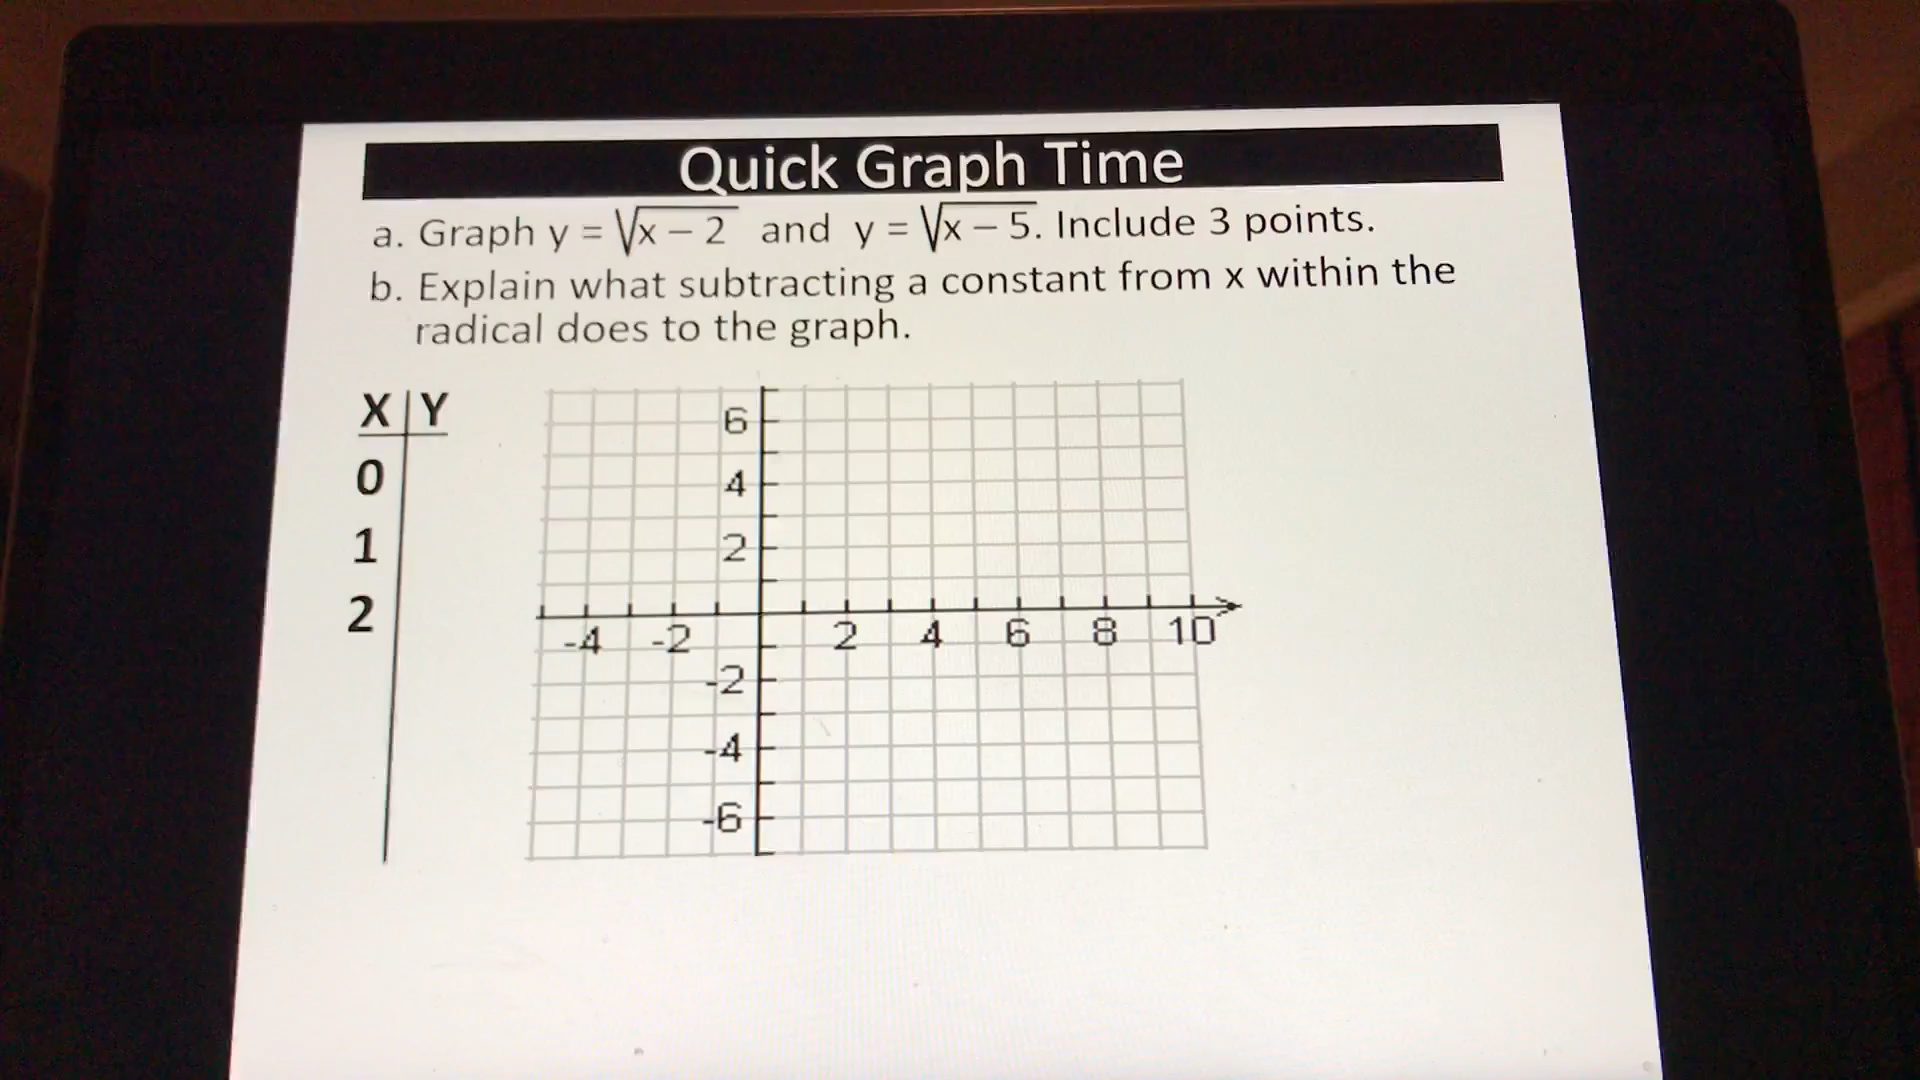 Quick Graph Time
a. Graph y = √x – 2 and y = √x – 5. Include 3 points.
b. Explain what subtracting a constant from x within the
radical does to the graph.
X | Y
0
1
2
6
4
2
-4 -2 2 4 6 8 10
-2
-4
-6